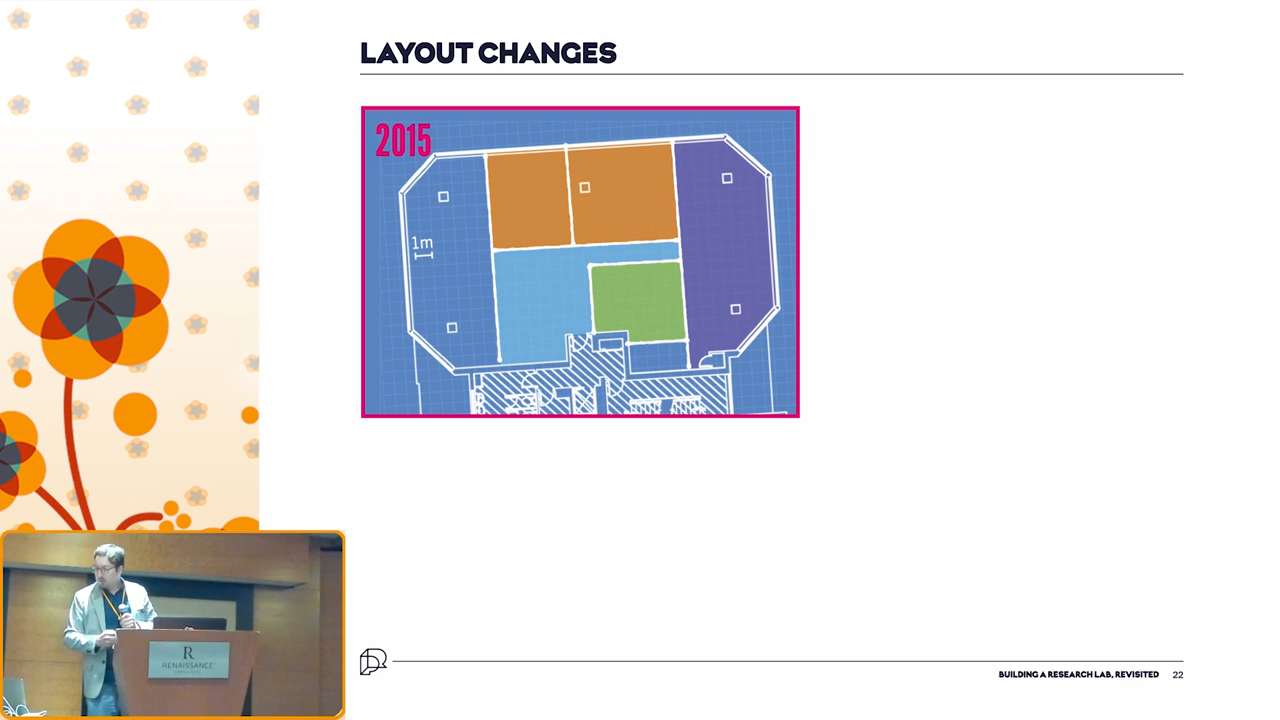 LAYOUT CHANGES
2015
1m
R
RENAISSANCE
BUILDING A RESEARCH LAB, REVISITED 22